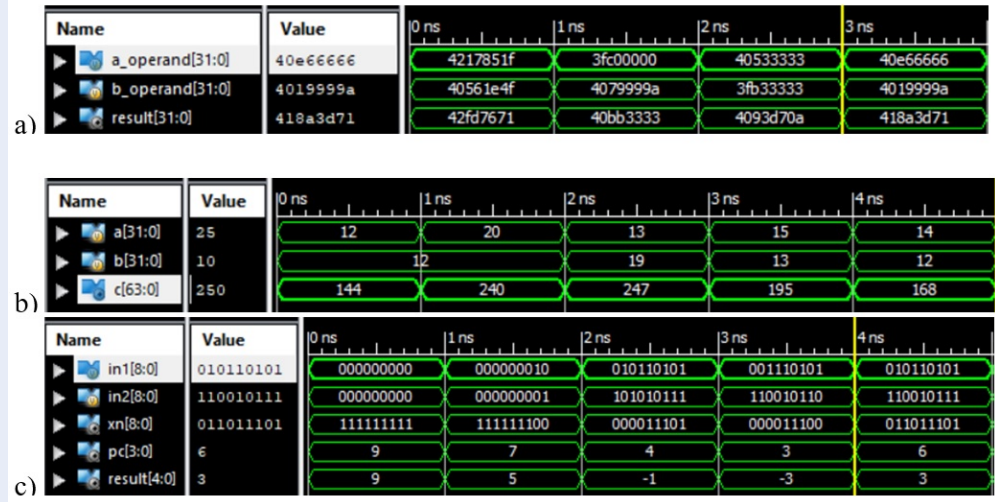 Name Value 0 ns 1 ns 2 ns 3 ns
a_operand[31:0] 40e66666 4217851f 3fc00000 40533333 40e66666
b_operand[31:0] 4019999a 40561e4f 4079999a 3fb33333 4019999a
a) result[31:0] 418a3d71 42fd7671 40bb3333 4093d70a 418a3d71
Name Value 0 ns 1 ns 2 ns 3 ns 4 ns
a[31:0] 25 12 20 13 15 14
b[31:0] 10 12 19 13 12
b) c[63:0] 250 144 240 247 195 168
Name Value 0 ns 1 ns 2 ns 3 ns 4 ns
in1[8:0] 010110101 000000000 000000010 010110101 001110101 010110101
in2[8:0] 110010111 000000000 000000001 101010111 110010110 110010111
xn[8:0] 011011101 111111111 111111100 000011101 000011100 011011101
pc[3:0] 6 9 7 4 3 6
c) result[4:0] 3 9 5 -1 -3 3